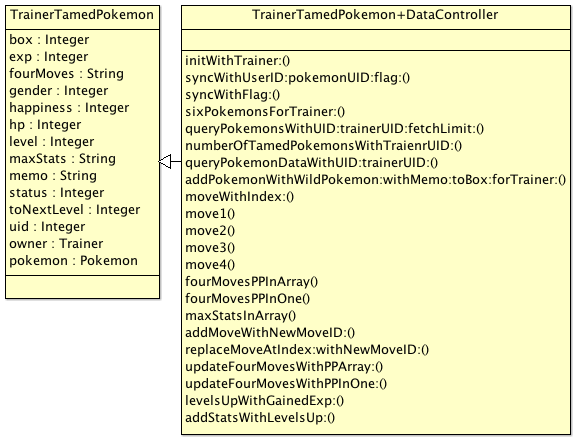 TrainerTamedPokemon
box : Integer
exp : Integer
fourMoves : String
gender : Integer
happiness : Integer
hp : Integer
level : Integer
maxStats : String
memo : String
status : Integer
toNextLevel : Integer
uid : Integer
owner : Trainer
pokemon : Pokemon
TrainerTamedPokemon+DataController
initWithTrainer:()
syncWithUserID:pokemonUID:flag:()
syncWithFlag:()
sixPokemonsForTrainer:()
queryPokemonsWithUID:trainerUID:fetchLimit:()
numberOfTamedPokemonsWithTraienrUID:()
queryPokemonDataWithUID:trainerUID:()
addPokemonWithWildPokemon:withMemo:toBox:forTrainer:()
moveWithIndex:()
move1()
move2()
move3()
move4()
fourMovesPPInArray()
fourMovesPPInOne()
maxStatsInArray()
addMoveWithNewMoveID:()
replaceMoveAtIndex:withNewMoveID:()
updateFourMovesWithPPArray:()
updateFourMovesWithPPInOne:()
levelsUpWithGainedExp:()
addStatsWithLevelsUp:()